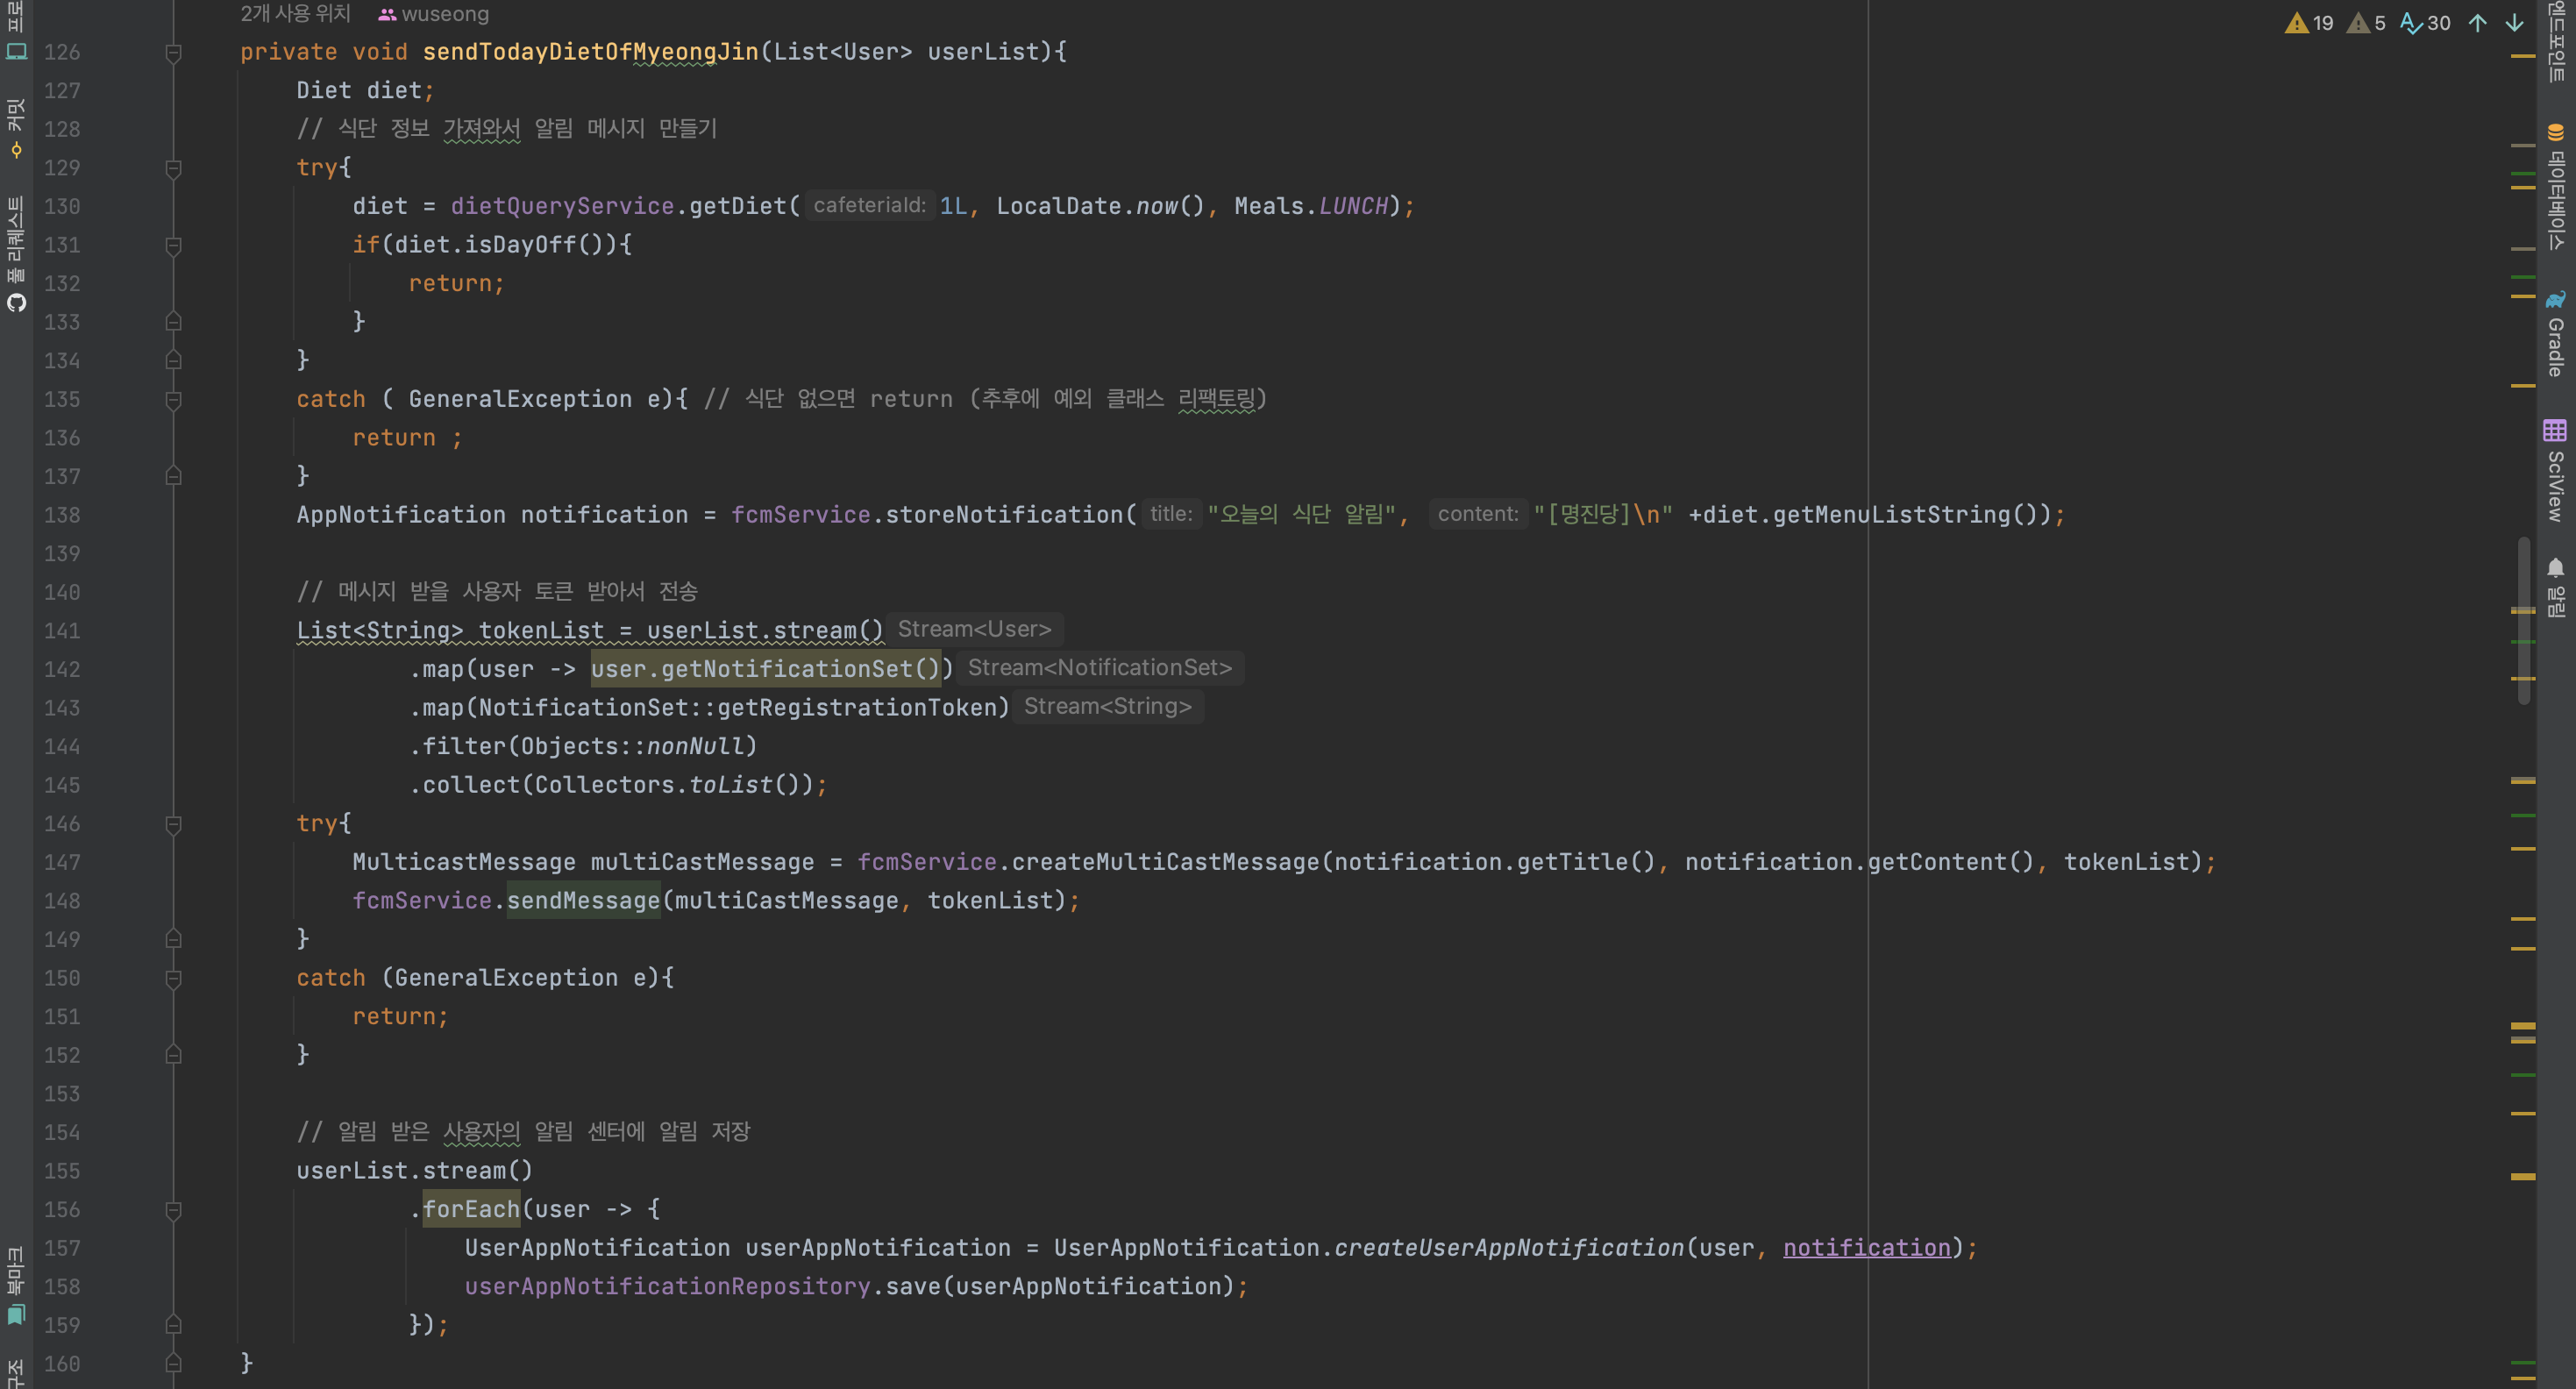 2개 사용 위치 wuseong
19 5 30
126 private void sendTodayDietOfMyeongJin(List<User> userList){
127 Diet diet;
128 // 식단 정보 가져와서 알림 메시지 만들기
129 try{
130 diet = dietQueryService.getDiet( cafeteriaId: 1L, LocalDate.now(), Meals.LUNCH);
131 if(diet.isDayOff()){
132 return;
133 }
134 }
135 catch ( GeneralException e){ // 식단 없으면 return (추후에 예외 클래스 리팩토링)
136 return ;
137 }
138 AppNotification notification = fcmService.storeNotification( title: "오늘의 식단 알림", content: "[명진당]\n" +diet.getMenuListString());
139
140 // 메시지 받을 사용자 토큰 받아서 전송
141 List<String> tokenList = userList.stream() Stream<User>
142 .map(user -> user.getNotificationSet()) Stream<NotificationSet>
143 .map(NotificationSet::getRegistrationToken) Stream<String>
144 .filter(Objects::nonNull)
145 .collect(Collectors.toList());
146 try{
147 MulticastMessage multiCastMessage = fcmService.createMultiCastMessage(notification.getTitle(), notification.getContent(), tokenList);
148 fcmService.sendMessage(multiCastMessage, tokenList);
149 }
150 catch (GeneralException e){
151 return;
152 }
153
154 // 알림 받은 사용자의 알림 센터에 알림 저장
155 userList.stream()
156 .forEach(user -> {
157 UserAppNotification userAppNotification = UserAppNotification.createUserAppNotification(user, notification);
158 userAppNotificationRepository.save(userAppNotification);
159 });
160 }
커밋
풀 리퀘스트
북마크
구조
엔드포인트
데이터베이스
Gradle
SciView
알림